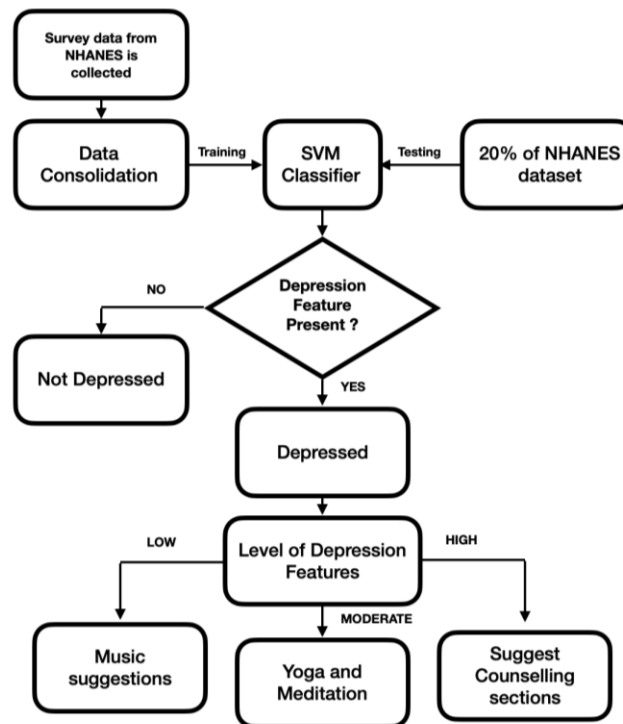 Survey data from
NHANES is
collected
Data
Consolidation
Training
SVM
Classifier
Testing
20% of NHANES
dataset
Depression
Feature
Present ?
NO
Not Depressed
YES
Depressed
Level of Depression
Features
LOW
HIGH
MODERATE
Music
suggestions
Yoga and
Meditation
Suggest
Counselling
sections